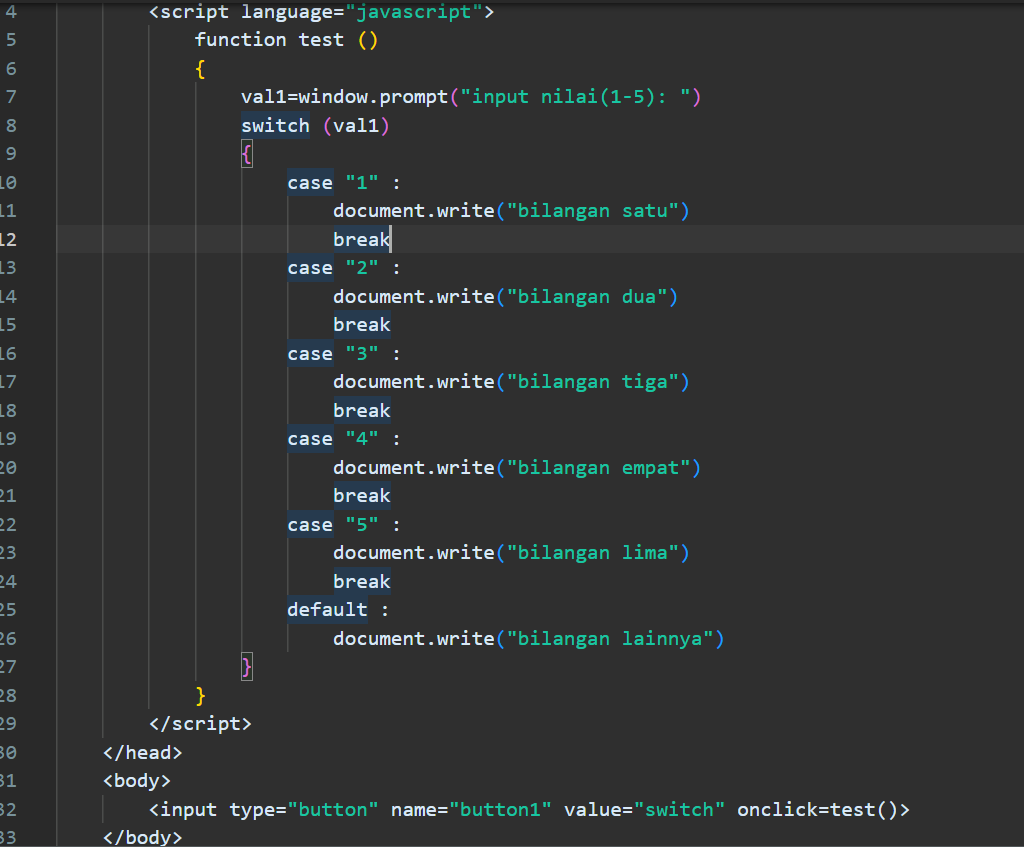 4 <script language="javascript">
5 function test ()
6 {
7 val1=window.prompt("input nilai(1-5): ")
8 switch (val1)
9 {
10 case "1" :
11 document.write("bilangan satu")
12 break
13 case "2" :
14 document.write("bilangan dua")
15 break
16 case "3" :
17 document.write("bilangan tiga")
18 break
19 case "4" :
20 document.write("bilangan empat")
21 break
22 case "5" :
23 document.write("bilangan lima")
24 break
25 default :
26 document.write("bilangan lainnya")
27 }
28 }
29 </script>
30 </head>
31 <body>
32 <input type="button" name="button1" value="switch" onclick=test()>
33 </body>